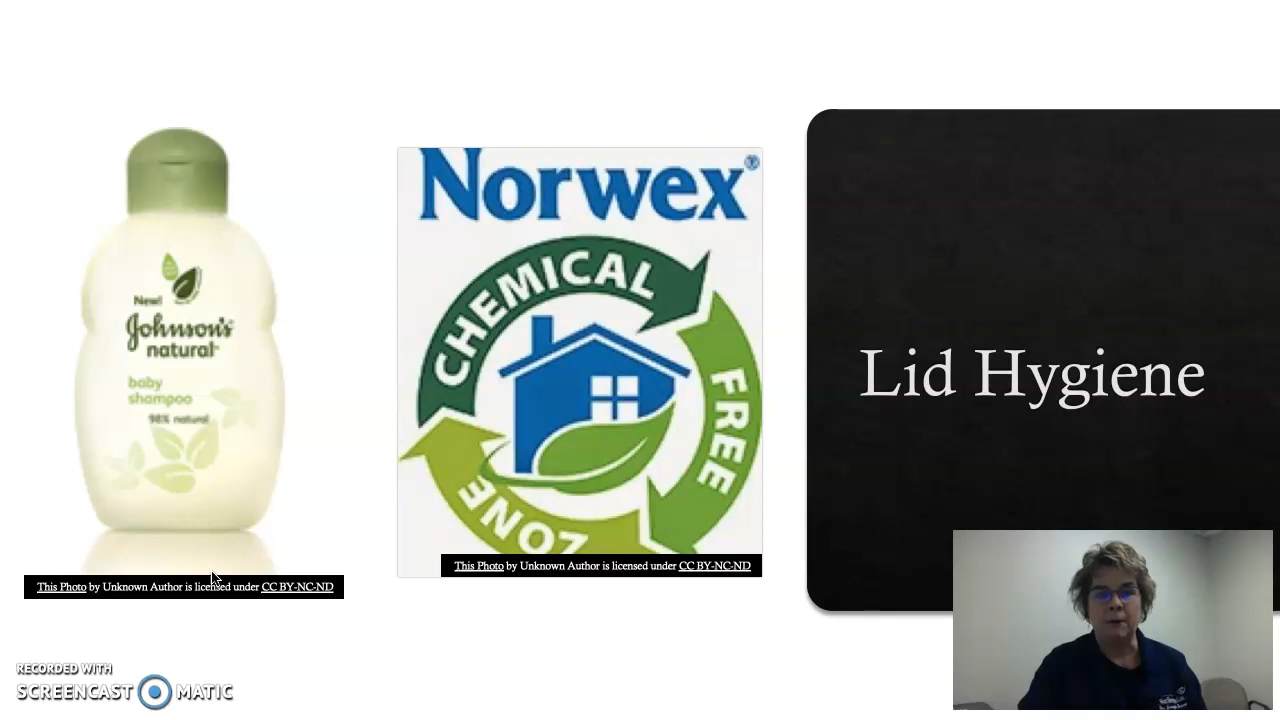 New!
Johnson's
natural™
baby
shampoo
98% natural
This Photo by Unknown Author is licensed under CC BY-NC-ND
Norwex®
CHEMICAL
FREE
ZONE
This Photo by Unknown Author is licensed under CC BY-NC-ND
Lid Hygiene
RECORDED WITH
SCREENCAST MATIC